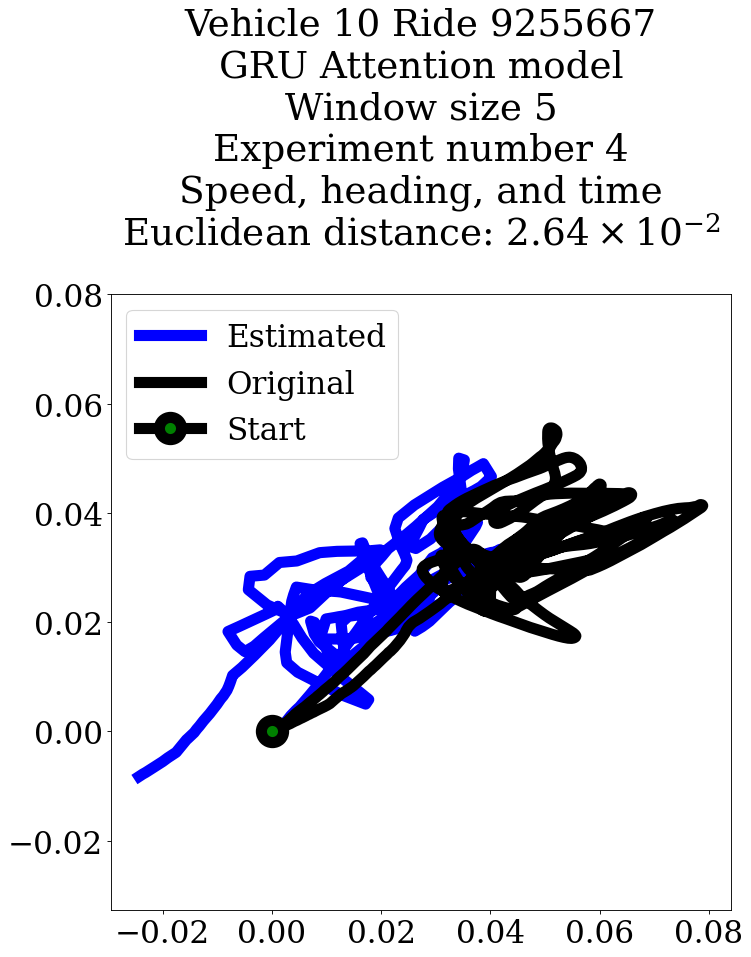 Vehicle 10 Ride 9255667
GRU Attention model
Window size 5
Experiment number 4
Speed, heading, and time
Euclidean distance: 2.64 × 10⁻²
Estimated
Original
Start
0.08
0.06
0.04
0.02
0.00
−0.02
−0.02 0.00 0.02 0.04 0.06 0.08